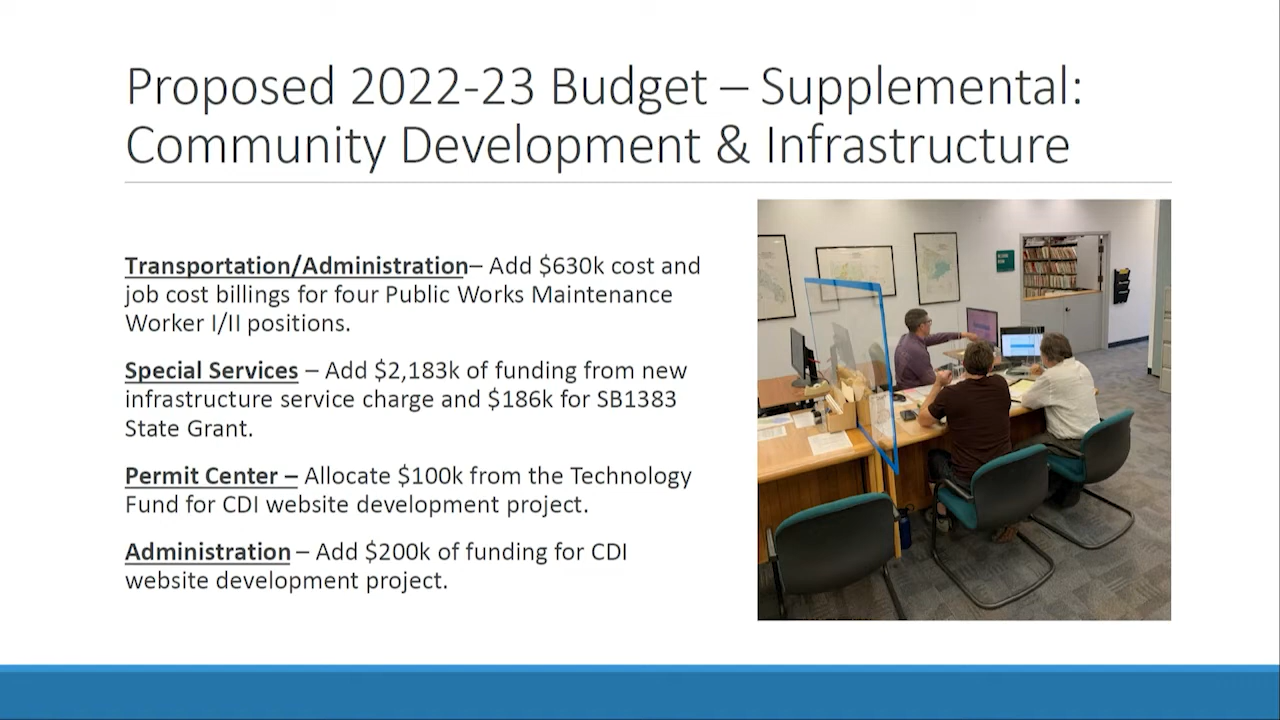 Proposed 2022-23 Budget – Supplemental:
Community Development & Infrastructure
Transportation/Administration– Add $630k cost and
job cost billings for four Public Works Maintenance
Worker I/II positions.
Special Services – Add $2,183k of funding from new
infrastructure service charge and $186k for SB1383
State Grant.
Permit Center – Allocate $100k from the Technology
Fund for CDI website development project.
Administration – Add $200k of funding for CDI
website development project.